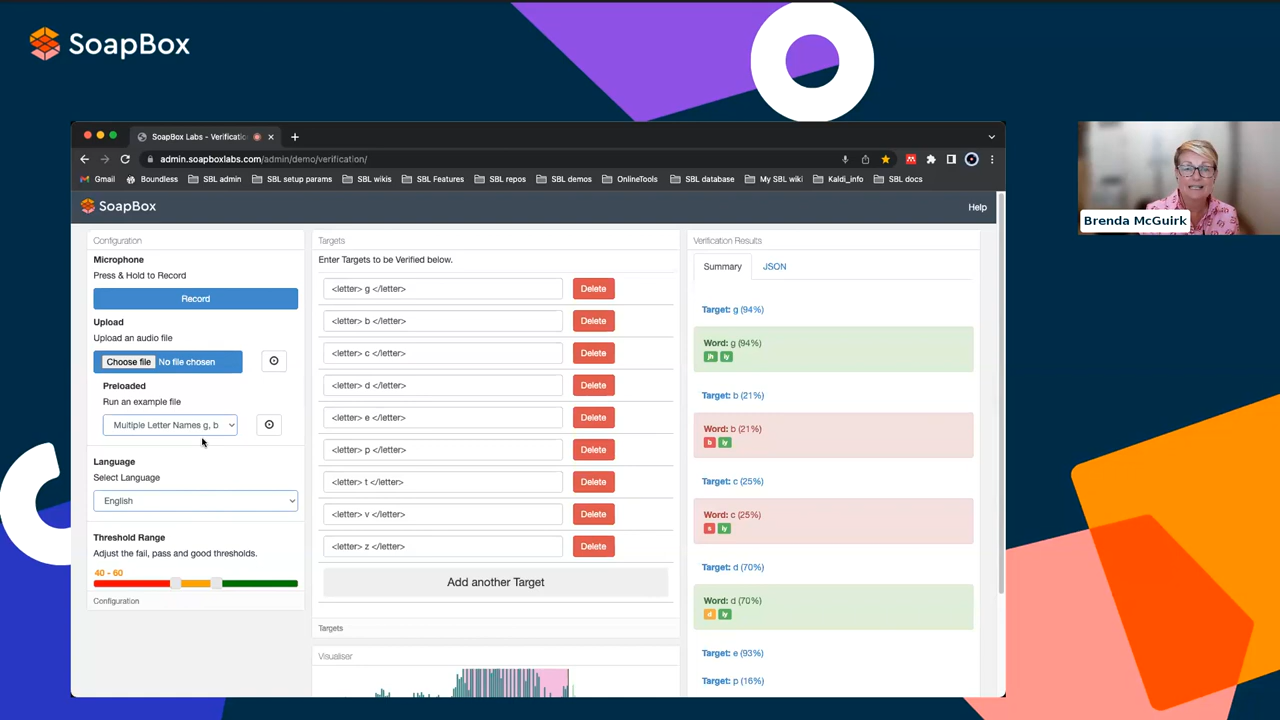 SoapBox
SoapBox Labs - Verificatio
admin.soapboxlabs.com/admin/demo/verification/
Gmail Boundless SBL admin SBL setup params SBL wikis SBL Features SBL repos SBL demos OnlineTools SBL database My SBL wiki Kaldi_info SBL docs
SoapBox
Help
Configuration
Microphone
Press & Hold to Record
Record
Upload
Upload an audio file
Choose file No file chosen
Preloaded
Run an example file
Multiple Letter Names g, b
Language
Select Language
English
Threshold Range
Adjust the fail, pass and good thresholds.
40 - 60
Configuration
Targets
Enter Targets to be Verified below.
<letter> g </letter> Delete
<letter> b </letter> Delete
<letter> c </letter> Delete
<letter> d </letter> Delete
<letter> e </letter> Delete
<letter> p </letter> Delete
<letter> t </letter> Delete
<letter> v </letter> Delete
<letter> z </letter> Delete
Add another Target
Targets
Visualiser
Verification Results
Summary JSON
Target: g (94%)
Word: g (94%)
jh iy
Target: b (21%)
Word: b (21%)
b iy
Target: c (25%)
Word: c (25%)
s iy
Target: d (70%)
Word: d (70%)
d iy
Target: e (93%)
Target: p (16%)
Brenda McGuirk